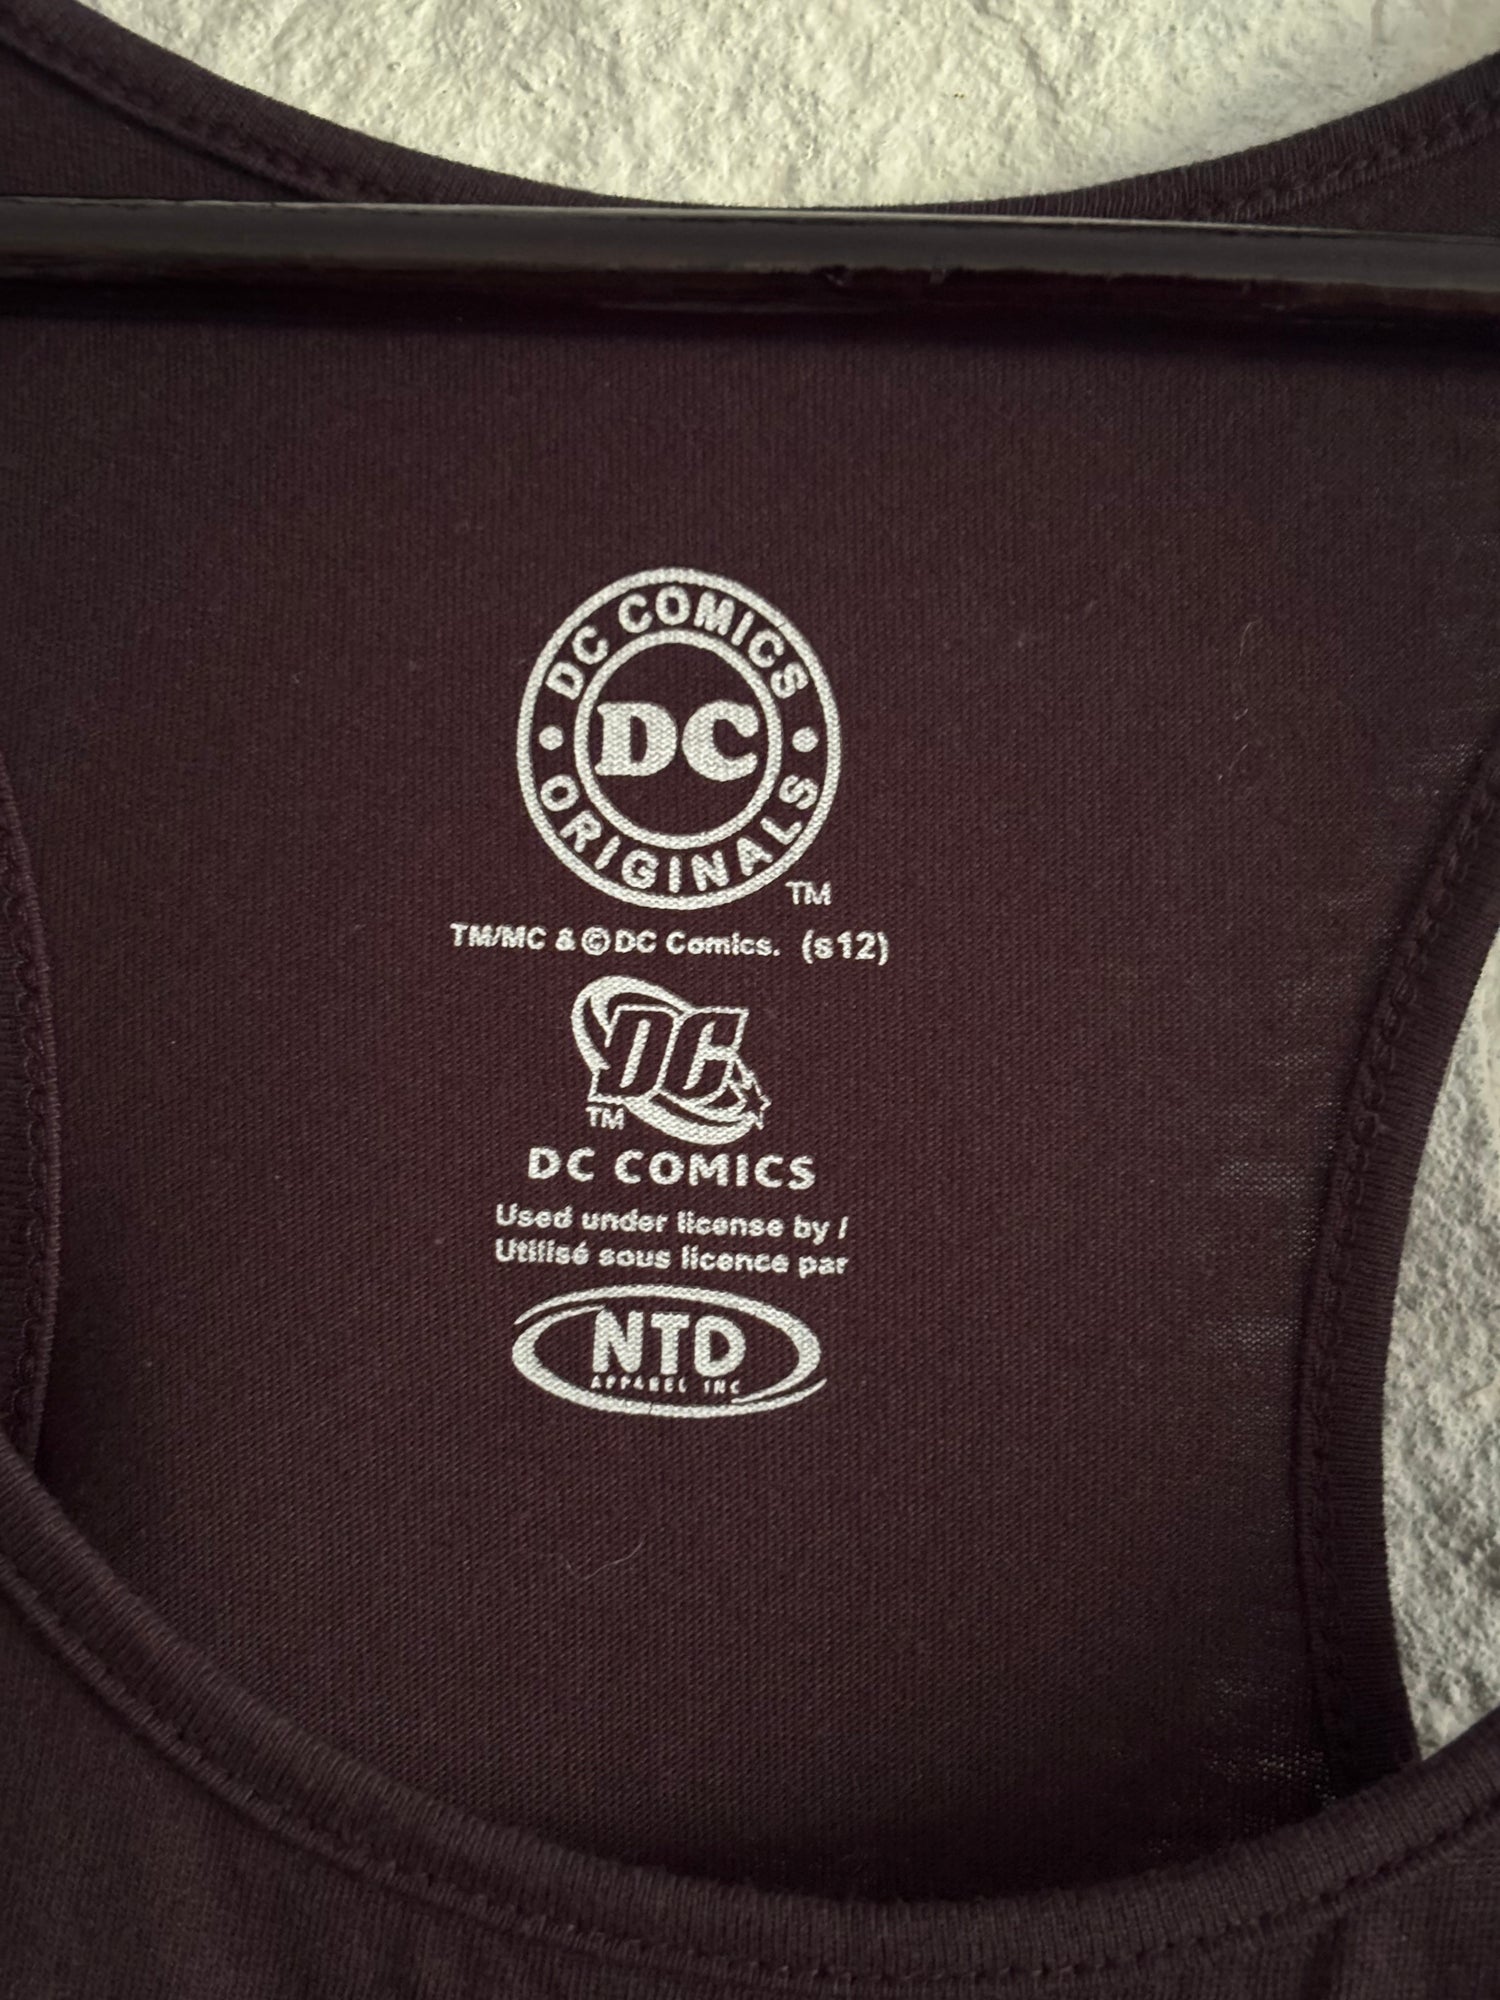 DC COMICS
DC
ORIGINALS
TM
TM/MC & © DC Comics. (s12)
DC
TM
DC COMICS
Used under license by /
Utilisé sous licence par
NTD
APPAREL INC